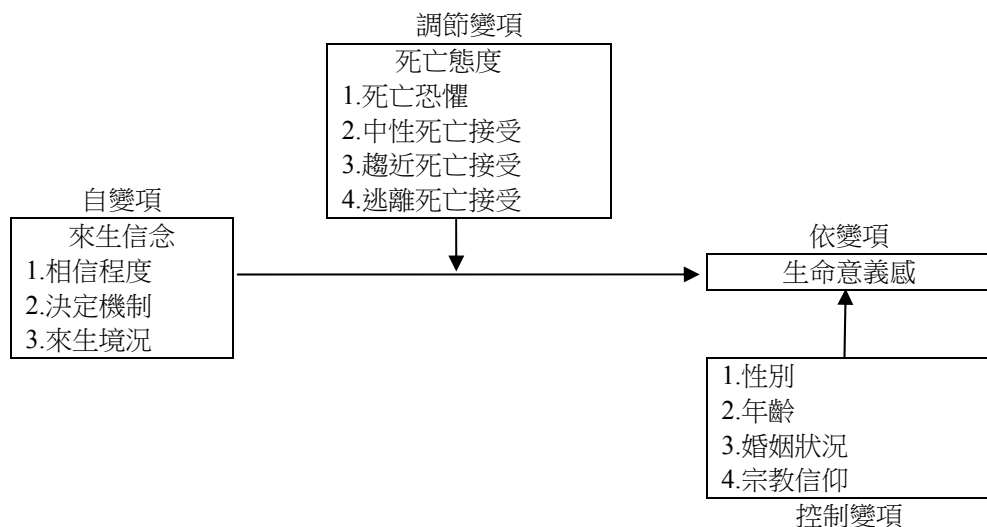 調節變項
死亡態度
1.死亡恐懼
2.中性死亡接受
3.趨近死亡接受
4.逃離死亡接受
自變項
來生信念
1.相信程度
2.決定機制
3.來生境況
依變項
生命意義感
1.性別
2.年齡
3.婚姻狀況
4.宗教信仰
控制變項